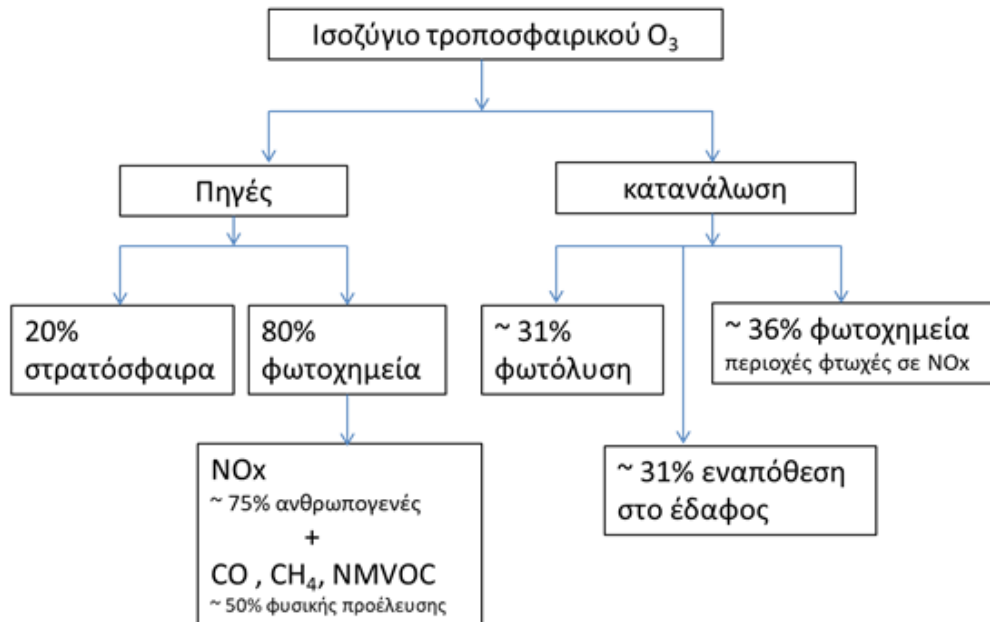 Ισοζύγιο τροποσφαιρικού O₃
Πηγές
κατανάλωση
20%
στρατόσφαιρα
80%
φωτοχημεία
~ 31%
φωτόλυση
~ 36% φωτοχημεία
περιοχές φτωχές σε NOx
NOx
~ 75% ανθρωπογενές
+
CO , CH₄, NMVOC
~ 50% φυσικής προέλευσης
~ 31% εναπόθεση
στο έδαφος